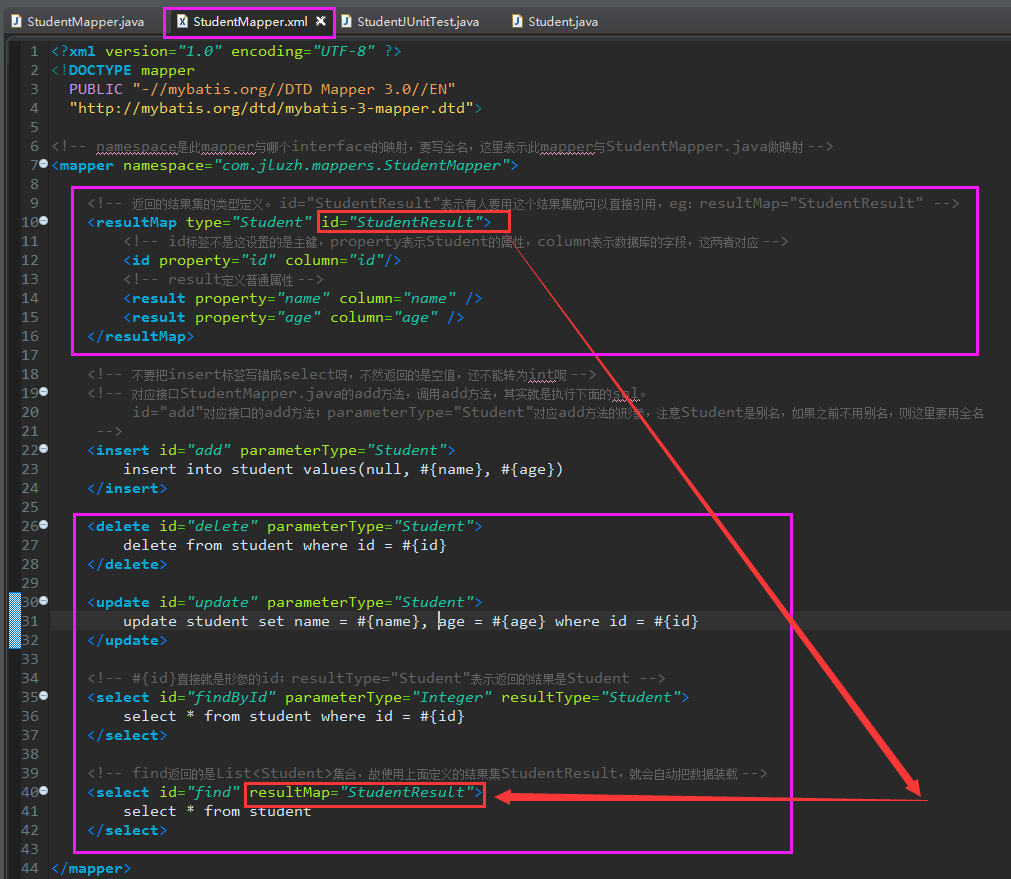 StudentMapper.java StudentMapper.xml StudentJUnitTest.java Student.java
1 <?xml version="1.0" encoding="UTF-8" ?>
2 <!DOCTYPE mapper
3 PUBLIC "-//mybatis.org//DTD Mapper 3.0//EN"
4 "http://mybatis.org/dtd/mybatis-3-mapper.dtd">
5
6 <!-- namespace是此mapper与哪个interface的映射，要写全名，这里表示此mapper与StudentMapper.java做映射 -->
7 <mapper namespace="com.jluzh.mappers.StudentMapper">
8
9 <!-- 返回的结果集的类型定义。id="StudentResult"表示有人要用这个结果集就可以直接引用，eg：resultMap="StudentResult" -->
10 <resultMap type="Student" id="StudentResult">
11 <!-- id标签不是这设置的是主键，property表示Student的属性，column表示数据库的字段，这两者对应 -->
12 <id property="id" column="id"/>
13 <!-- result定义普通属性 -->
14 <result property="name" column="name" />
15 <result property="age" column="age" />
16 </resultMap>
17
18 <!-- 不要把insert标签写错成select呀，不然返回的是空值，还不能转为int呢 -->
19 <!-- 对应接口StudentMapper.java的add方法，调用add方法，其实就是执行下面的sql。
20 id="add"对应接口的add方法；parameterType="Student"对应add方法的形参，注意Student是别名，如果之前不用别名，则这里要用全名
21 -->
22 <insert id="add" parameterType="Student">
23 insert into student values(null, #{name}, #{age})
24 </insert>
25
26 <delete id="delete" parameterType="Student">
27 delete from student where id = #{id}
28 </delete>
29
30 <update id="update" parameterType="Student">
31 update student set name = #{name}, age = #{age} where id = #{id}
32 </update>
33
34 <!-- #{id}直接就是形参的id；resultType="Student"表示返回的结果是Student -->
35 <select id="findById" parameterType="Integer" resultType="Student">
36 select * from student where id = #{id}
37 </select>
38
39 <!-- find返回的是List<Student>集合，故使用上面定义的结果集StudentResult，就会自动把数据装载 -->
40 <select id="find" resultMap="StudentResult">
41 select * from student
42 </select>
43
44 </mapper>